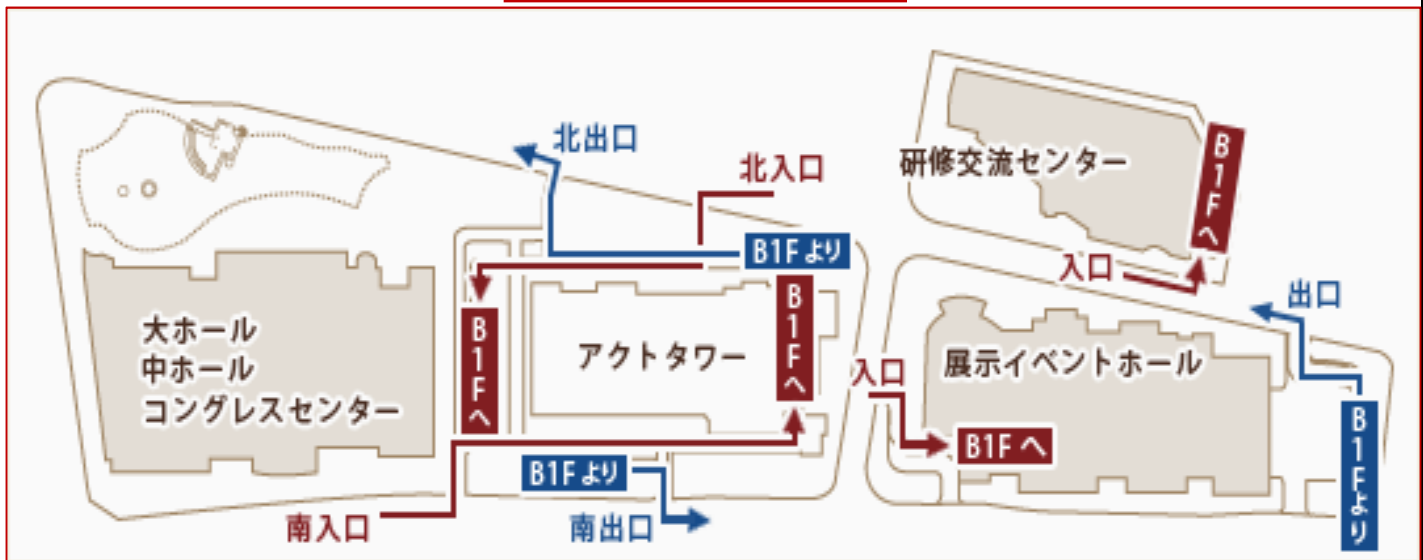 北出口
北入口
研修交流センター
B1Fへ
B1Fより
入口
出口
B1Fへ
B1Fへ
大ホール
中ホール
コングレスセンター
アクトタワー
入口
展示イベントホール
B1Fへ
B1Fより
B1Fより
南入口
南出口